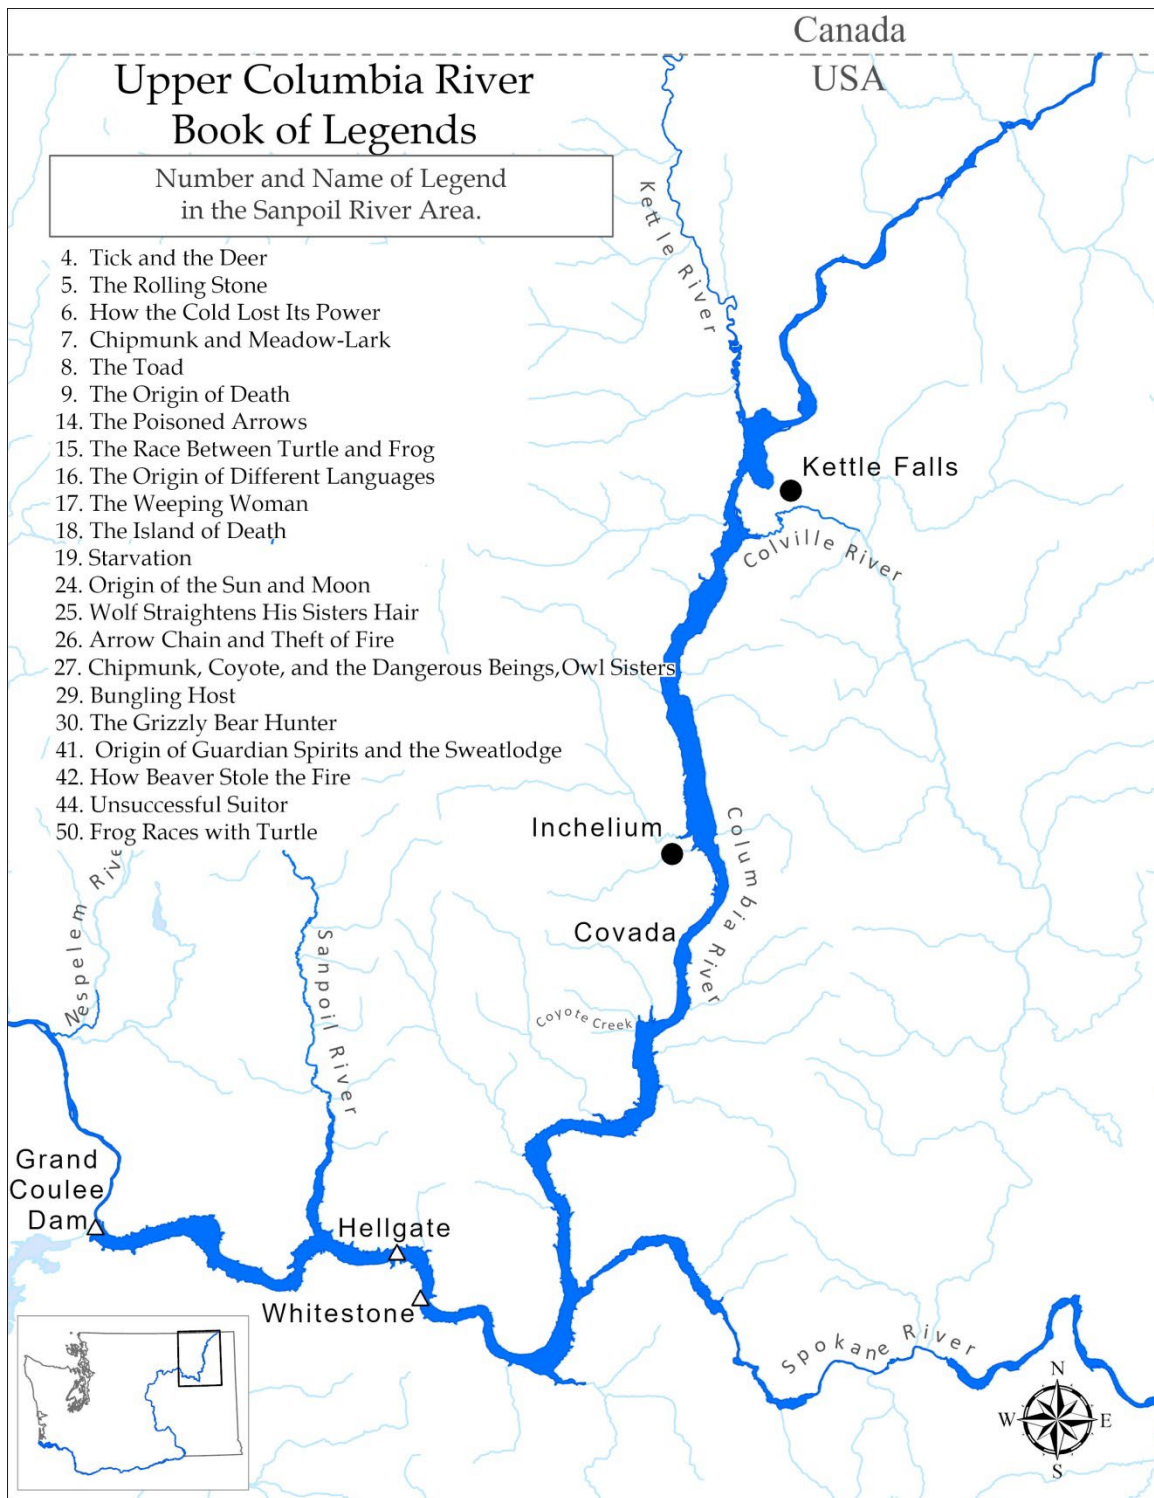 Canada
USA
Upper Columbia River
Book of Legends
Number and Name of Legend
in the Sanpoil River Area.
4. Tick and the Deer
5. The Rolling Stone
6. How the Cold Lost Its Power
7. Chipmunk and Meadow-Lark
8. The Toad
9. The Origin of Death
14. The Poisoned Arrows
15. The Race Between Turtle and Frog
16. The Origin of Different Languages
17. The Weeping Woman
18. The Island of Death
19. Starvation
24. Origin of the Sun and Moon
25. Wolf Straightens His Sisters Hair
26. Arrow Chain and Theft of Fire
27. Chipmunk, Coyote, and the Dangerous Beings,Owl Sisters
29. Bungling Host
30. The Grizzly Bear Hunter
41. Origin of Guardian Spirits and the Sweatlodge
42. How Beaver Stole the Fire
44. Unsuccessful Suitor
50. Frog Races with Turtle
Kettle River
Kettle Falls
Colville River
Inchelium
Columbia River
Covada
Coyote Creek
Nespelem Rive
Sanpoil River
Grand
Coulee
Dam
Hellgate
Whitestone
Spokane River
N
W
E
S